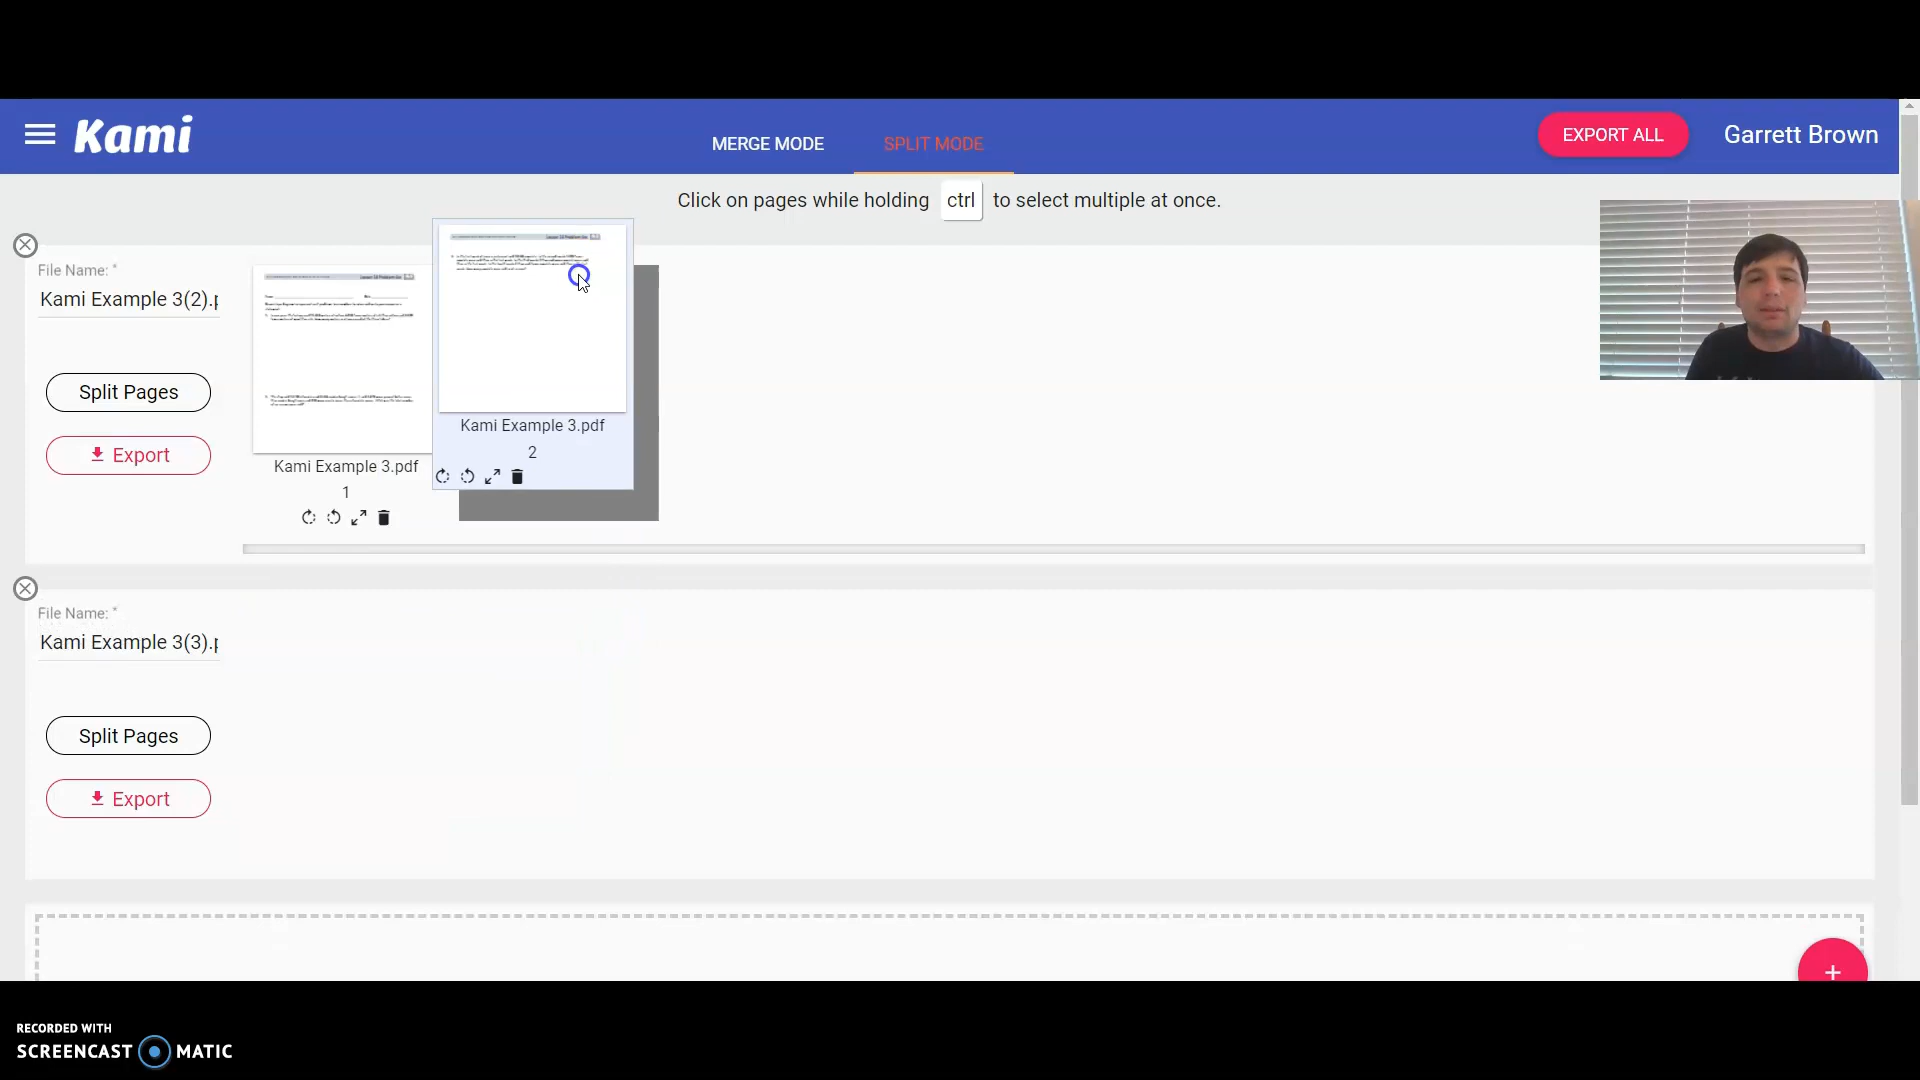 Kami
MERGE MODE
SPLIT MODE
EXPORT ALL
Garrett Brown
Click on pages while holding ctrl to select multiple at once.
File Name: *
Kami Example 3(2).p
Split Pages
Export
Kami Example 3.pdf
1
Kami Example 3.pdf
2
File Name: *
Kami Example 3(3).p
Split Pages
Export
+
RECORDED WITH
SCREENCAST MATIC